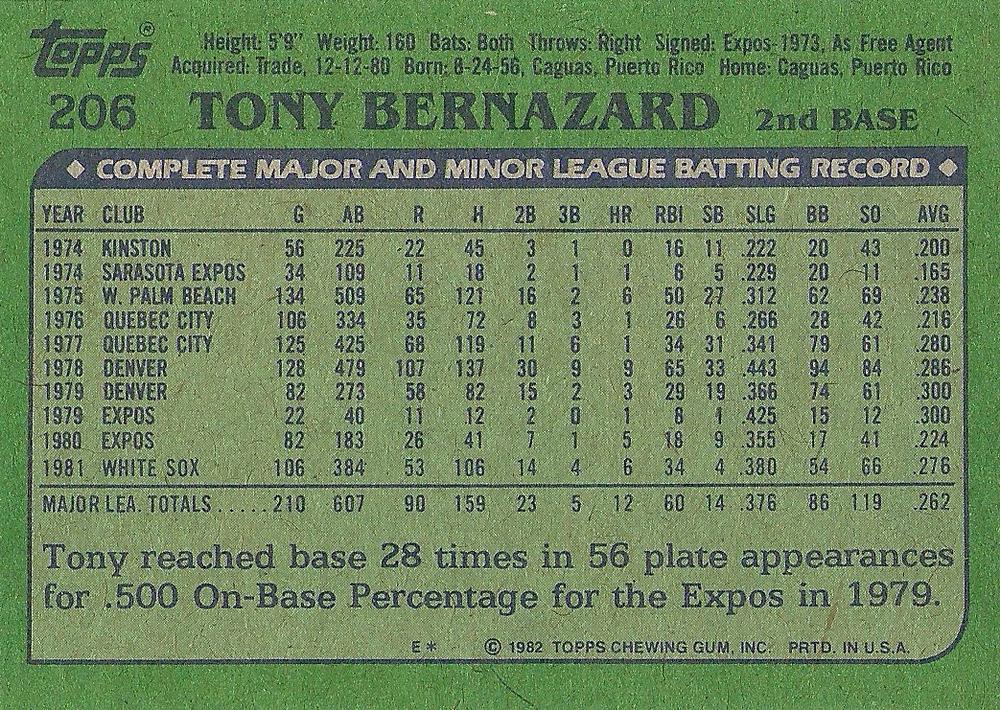 topps®
Height: 5'9" Weight: 160 Bats: Both Throws: Right Signed: Expos-1973, As Free Agent
Acquired: Trade, 12-12-80 Born: 8-24-56, Caguas, Puerto Rico Home: Caguas, Puerto Rico
206 TONY BERNAZARD 2nd BASE
◆ COMPLETE MAJOR AND MINOR LEAGUE BATTING RECORD ◆
YEAR CLUB G AB R H 2B 3B HR RBI SB SLG BB SO AVG
1974 KINSTON 56 225 22 45 3 1 0 16 11 .222 20 43 .200
1974 SARASOTA EXPOS 34 109 11 18 2 1 1 6 5 .229 20 11 .165
1975 W. PALM BEACH 134 509 65 121 16 2 6 50 27 .312 62 69 .238
1976 QUEBEC CITY 106 334 35 72 8 3 1 26 6 .266 28 42 .216
1977 QUEBEC CITY 125 425 68 119 11 6 1 34 31 .341 79 61 .280
1978 DENVER 128 479 107 137 30 9 9 65 33 .443 94 84 .286
1979 DENVER 82 273 58 82 15 2 3 29 19 .366 74 61 .300
1979 EXPOS 22 40 11 12 2 0 1 8 1 .425 15 12 .300
1980 EXPOS 82 183 26 41 7 1 5 18 9 .355 17 41 .224
1981 WHITE SOX 106 384 53 106 14 4 6 34 4 .380 54 66 .276
MAJOR LEA. TOTALS.....210 607 90 159 23 5 12 60 14 .376 86 119 .262
Tony reached base 28 times in 56 plate appearances
for .500 On-Base Percentage for the Expos in 1979.
E* © 1982 TOPPS CHEWING GUM, INC. PRTD. IN U.S.A.